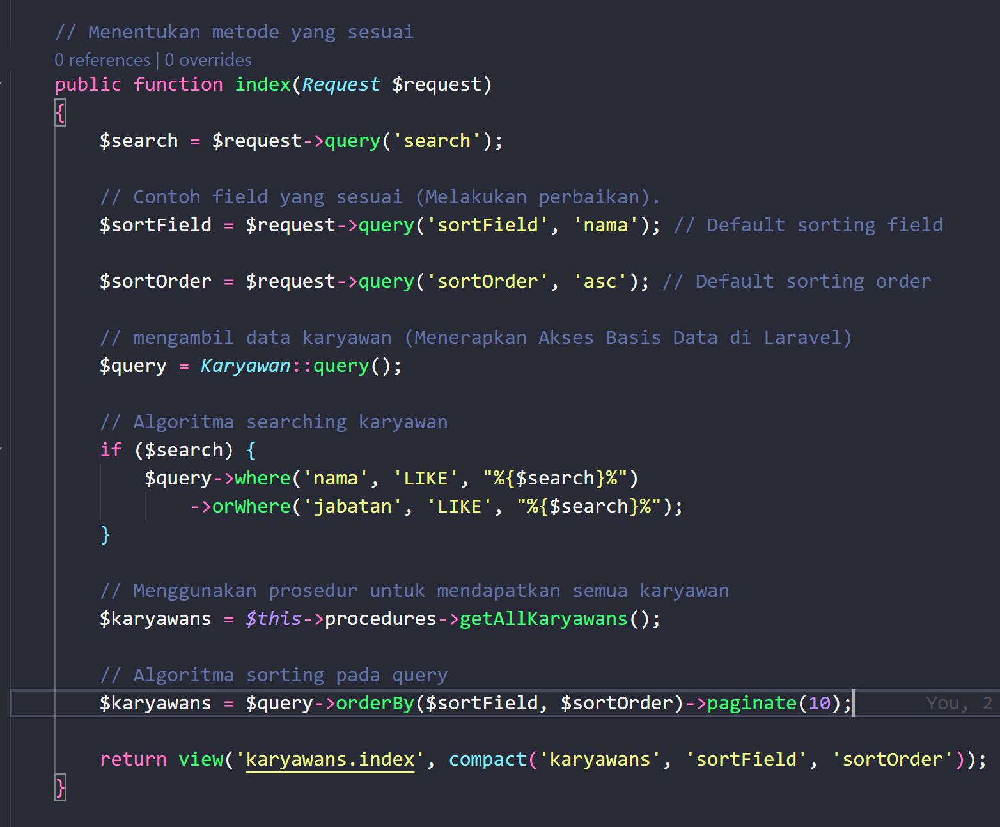 // Menentukan metode yang sesuai
0 references | 0 overrides
public function index(Request $request)
{
$search = $request->query('search');
// Contoh field yang sesuai (Melakukan perbaikan).
$sortField = $request->query('sortField', 'nama'); // Default sorting field
$sortOrder = $request->query('sortOrder', 'asc'); // Default sorting order
// mengambil data karyawan (Menerapkan Akses Basis Data di Laravel)
$query = Karyawan::query();
// Algoritma searching karyawan
if ($search) {
$query->where('nama', 'LIKE', "%{$search}%")
->orWhere('jabatan', 'LIKE', "%{$search}%");
}
// Menggunakan prosedur untuk mendapatkan semua karyawan
$karyawans = $this->procedures->getAllKaryawans();
// Algoritma sorting pada query
$karyawans = $query->orderBy($sortField, $sortOrder)->paginate(10); You, 2
return view('karyawans.index', compact('karyawans', 'sortField', 'sortOrder'));
}